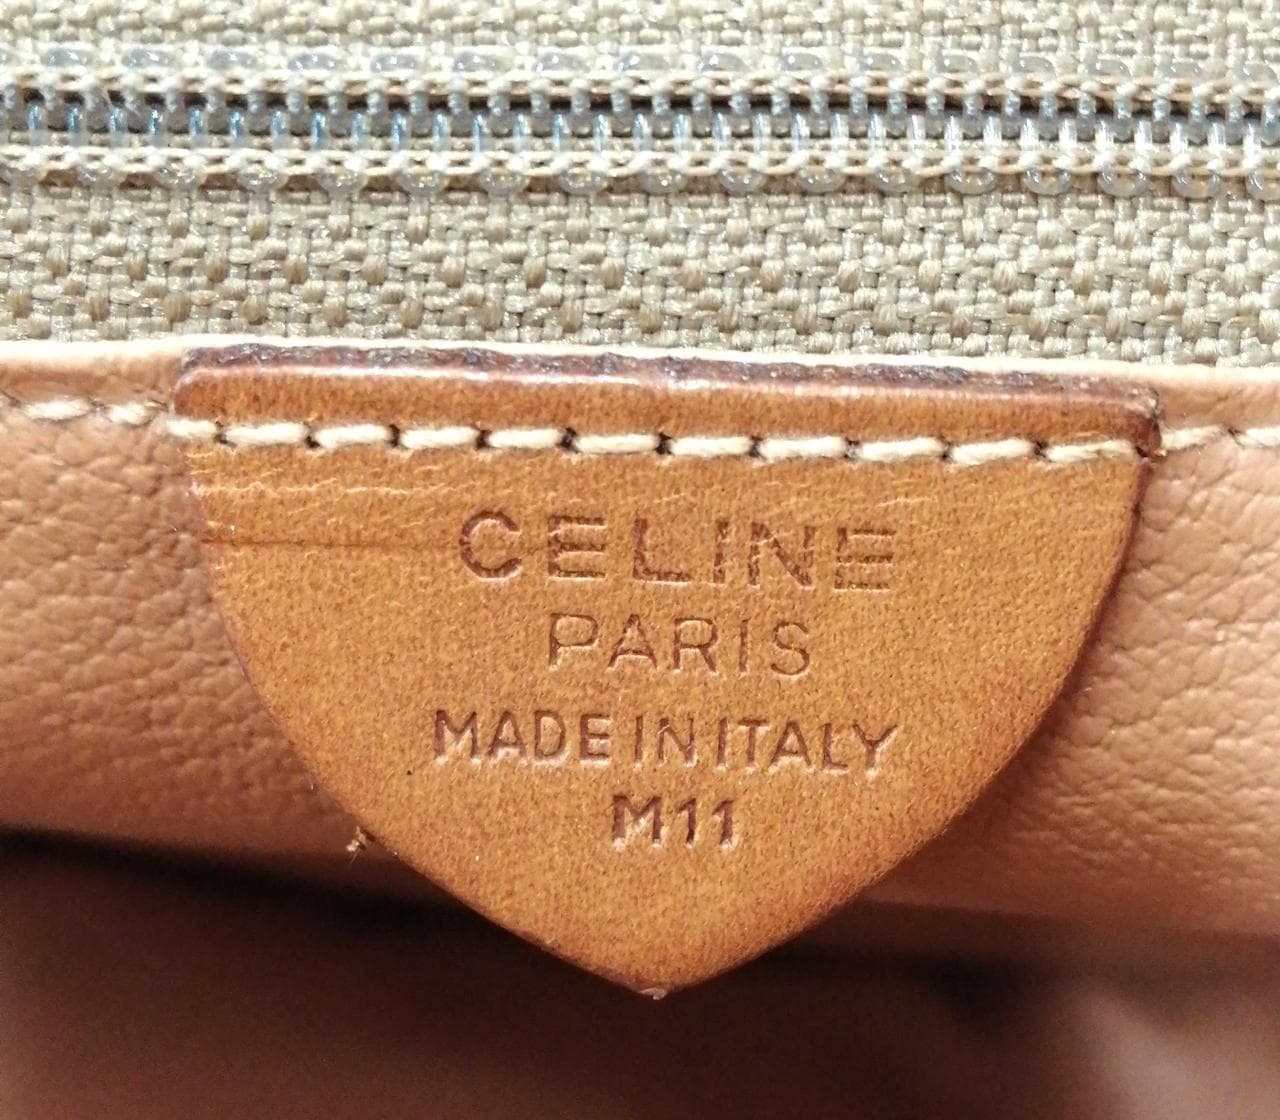 CELINE
PARIS
MADE IN ITALY
M11